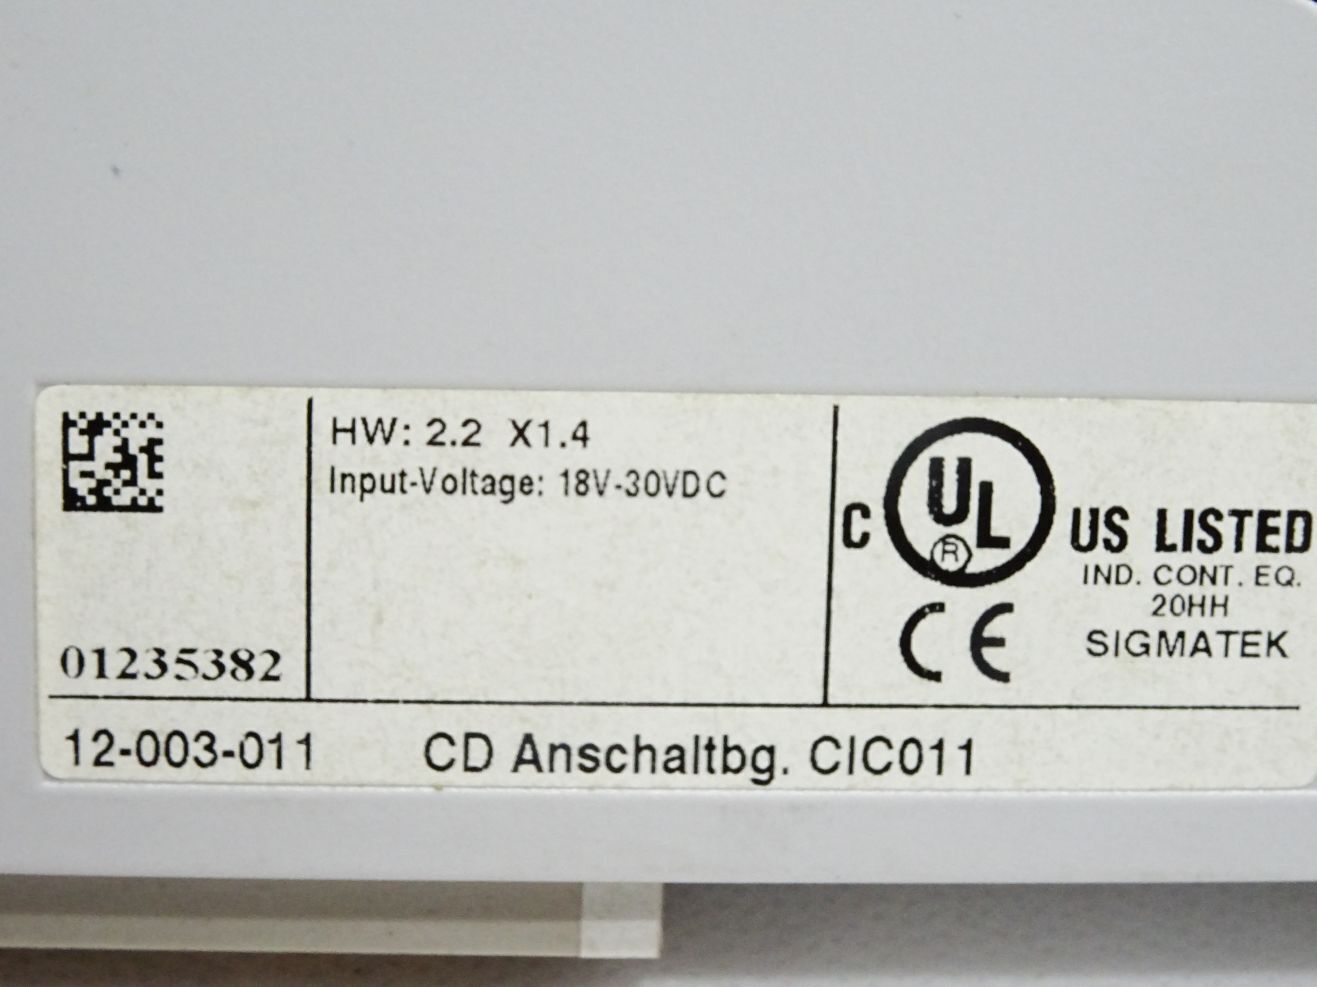 HW: 2.2 X1.4
Input-Voltage: 18V-30VDC
C UL ® US LISTED
IND. CONT. EQ.
20HH
CE
SIGMATEK
01235382
12-003-011 CD Anschaltbg. CIC011